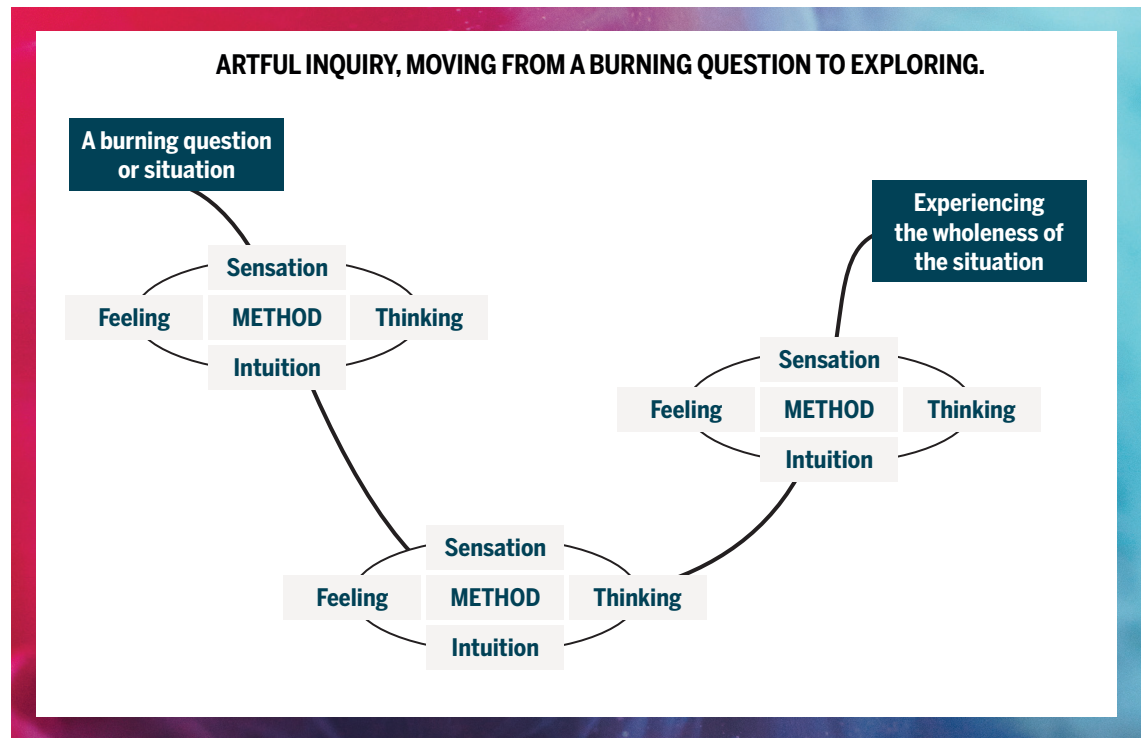 ARTFUL INQUIRY, MOVING FROM A BURNING QUESTION TO EXPLORING.
A burning question
or situation
Sensation
Feeling METHOD Thinking
Intuition
Experiencing
the wholeness of
the situation
Sensation
Feeling METHOD Thinking
Intuition
Sensation
Feeling METHOD Thinking
Intuition